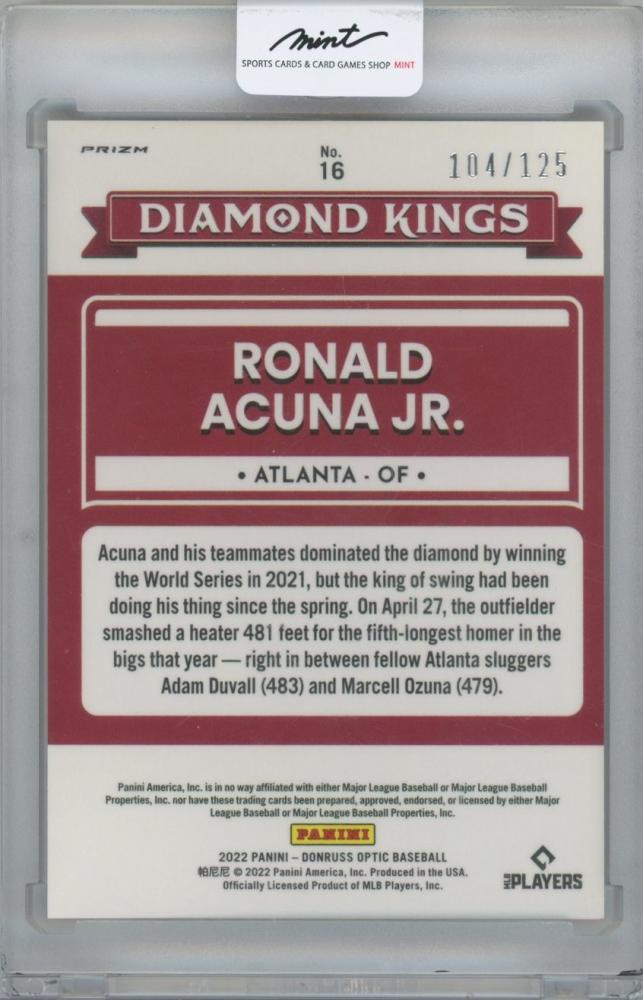 mint
SPORTS CARDS & CARD GAMES SHOP MINT
PRIZM
No.
16
104/125
DIAMOND KINGS
RONALD
ACUNA JR.
• ATLANTA - OF •
Acuna and his teammates dominated the diamond by winning
the World Series in 2021, but the king of swing had been
doing his thing since the spring. On April 27, the outfielder
smashed a heater 481 feet for the fifth-longest homer in the
bigs that year — right in between fellow Atlanta sluggers
Adam Duvall (483) and Marcell Ozuna (479).
Panini America, Inc. is in no way affiliated with either Major League Baseball or Major League Baseball
Properties, Inc. nor have these trading cards been prepared, approved, endorsed, or licensed by either Major
League Baseball or Major League Baseball Properties, Inc.
PANINI
2022 PANINI – DONRUSS OPTIC BASEBALL
帕尼尼 © 2022 Panini America, Inc. Produced in the USA.
Officially Licensed Product of MLB Players, Inc.
MLB PLAYERS